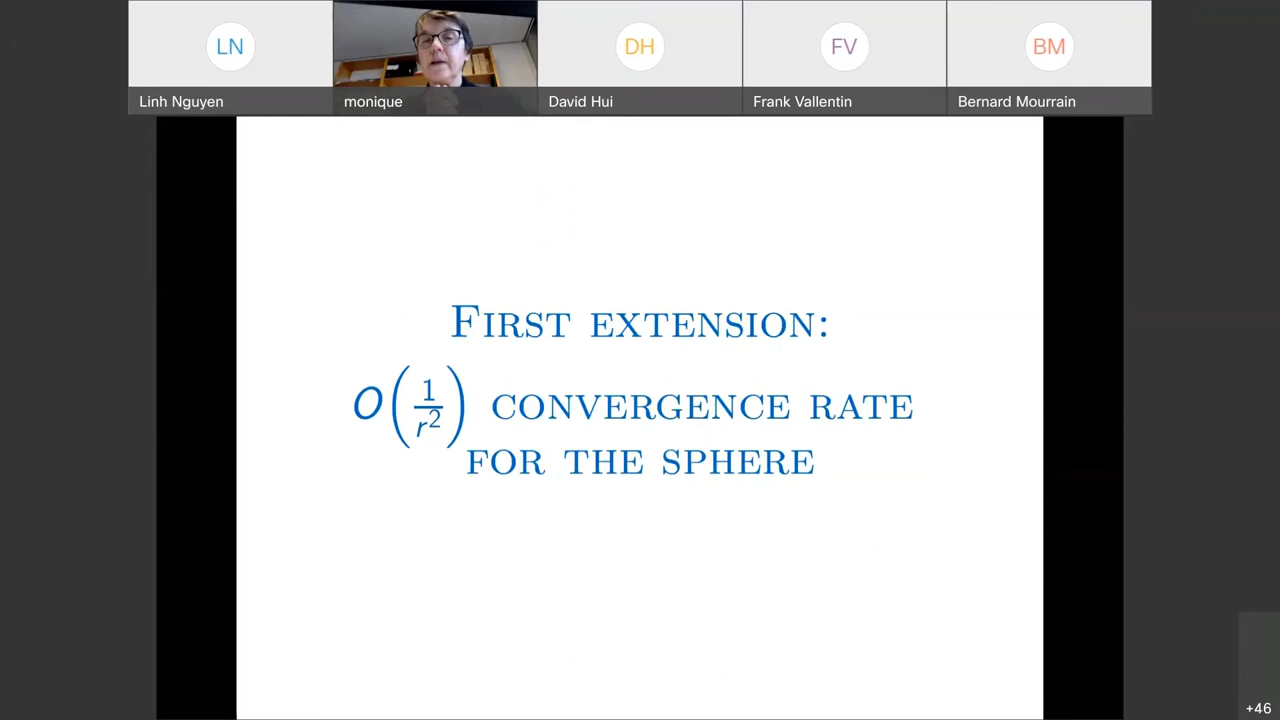 LN
DH
FV
BM
Linh Nguyen
monique
David Hui
Frank Vallentin
Bernard Mourrain
FIRST EXTENSION:
O(1/r²) CONVERGENCE RATE
FOR THE SPHERE
+46